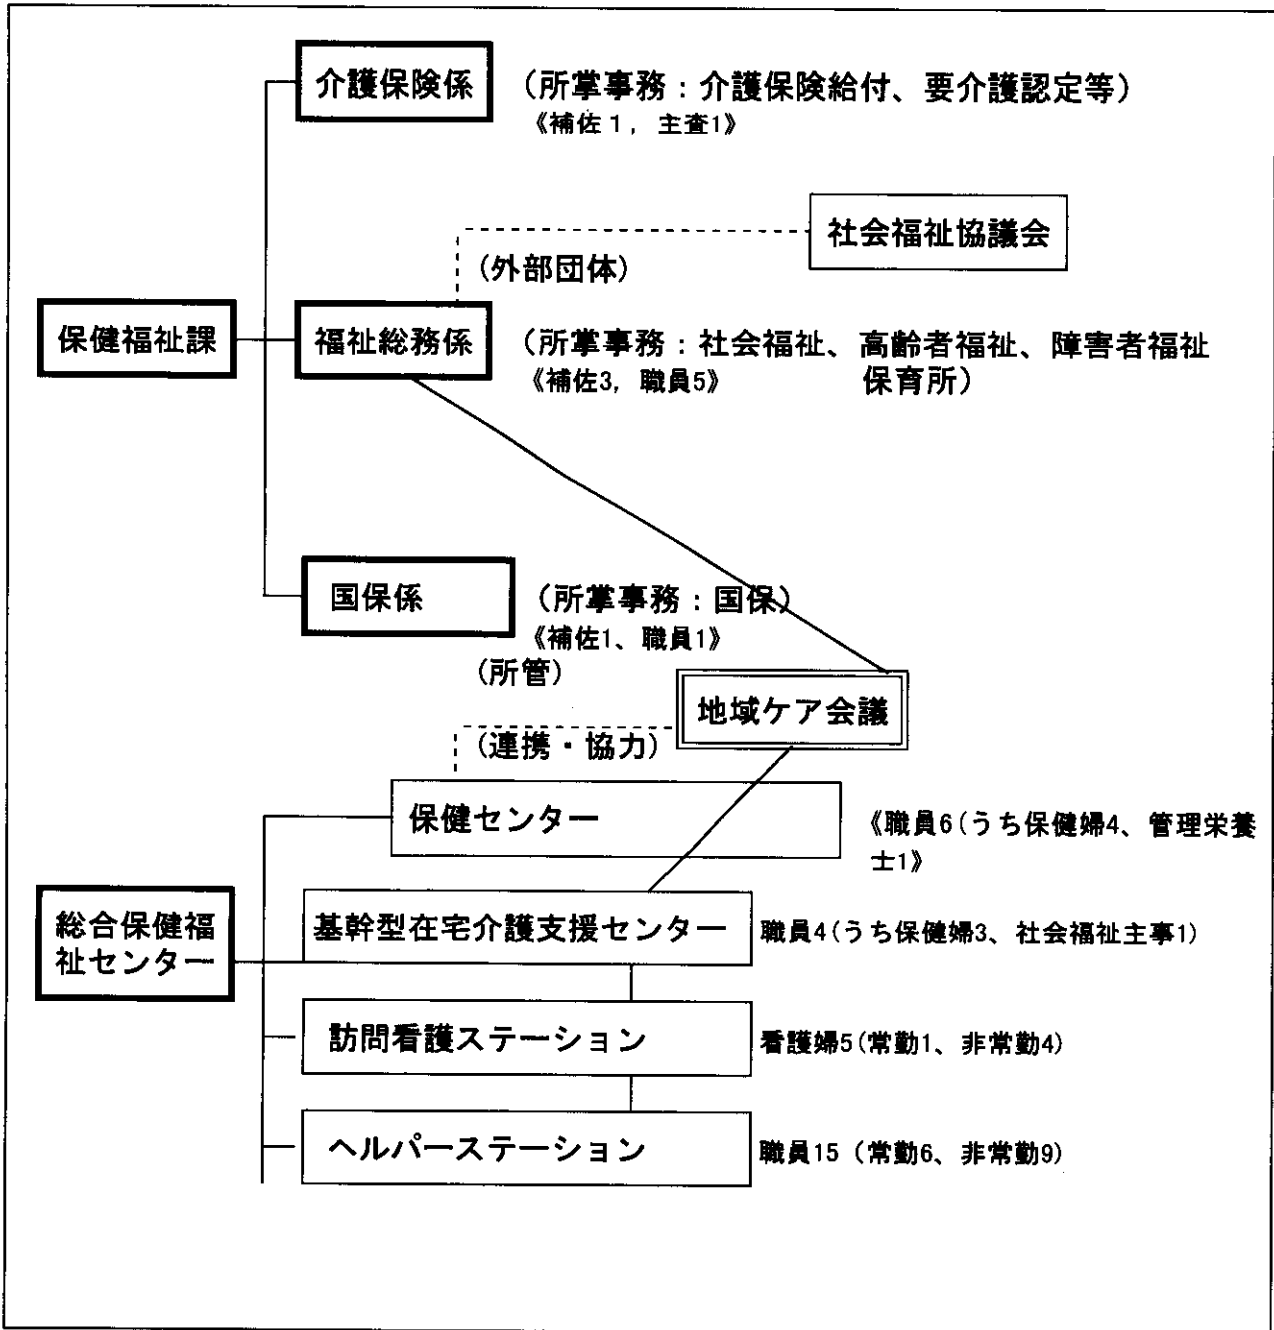 介護保険係
(所掌事務：介護保険給付、要介護認定等)
《補佐１，主査1》
社会福祉協議会
(外部団体)
保健福祉課
福祉総務係
(所掌事務：社会福祉、高齢者福祉、障害者福祉
保育所)
《補佐3，職員5》
国保係
(所掌事務：国保)
《補佐1、職員1》
(所管)
地域ケア会議
(連携・協力)
保健センター
《職員6(うち保健婦4、管理栄養
士1》
総合保健福
祉センター
基幹型在宅介護支援センター
職員4(うち保健婦3、社会福祉主事1)
訪問看護ステーション
看護婦5(常勤1、非常勤4)
ヘルパーステーション
職員15（常勤6、非常勤9)